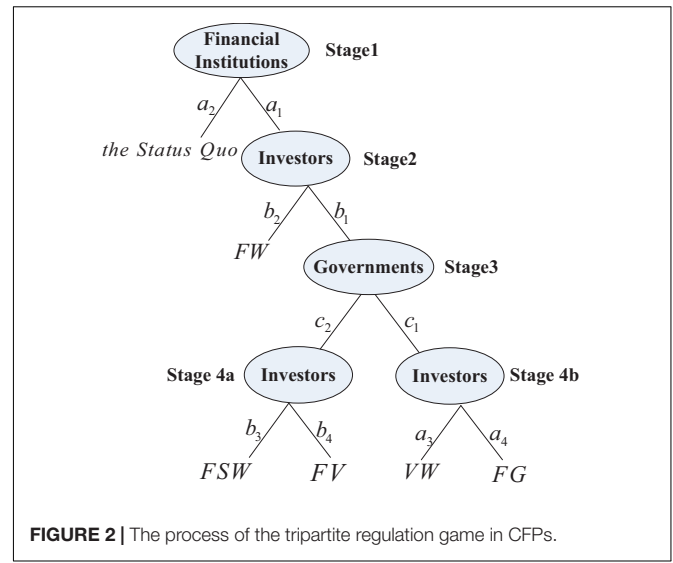 Financial
Institutions
Stage1
a₂
a₁
the Status Quo
Investors
Stage2
b₂
b₁
FW
Governments
Stage3
c₂
c₁
Stage 4a
Investors
Investors
Stage 4b
b₃
b₄
a₃
a₄
FSW
FV
VW
FG
FIGURE 2 | The process of the tripartite regulation game in CFPs.